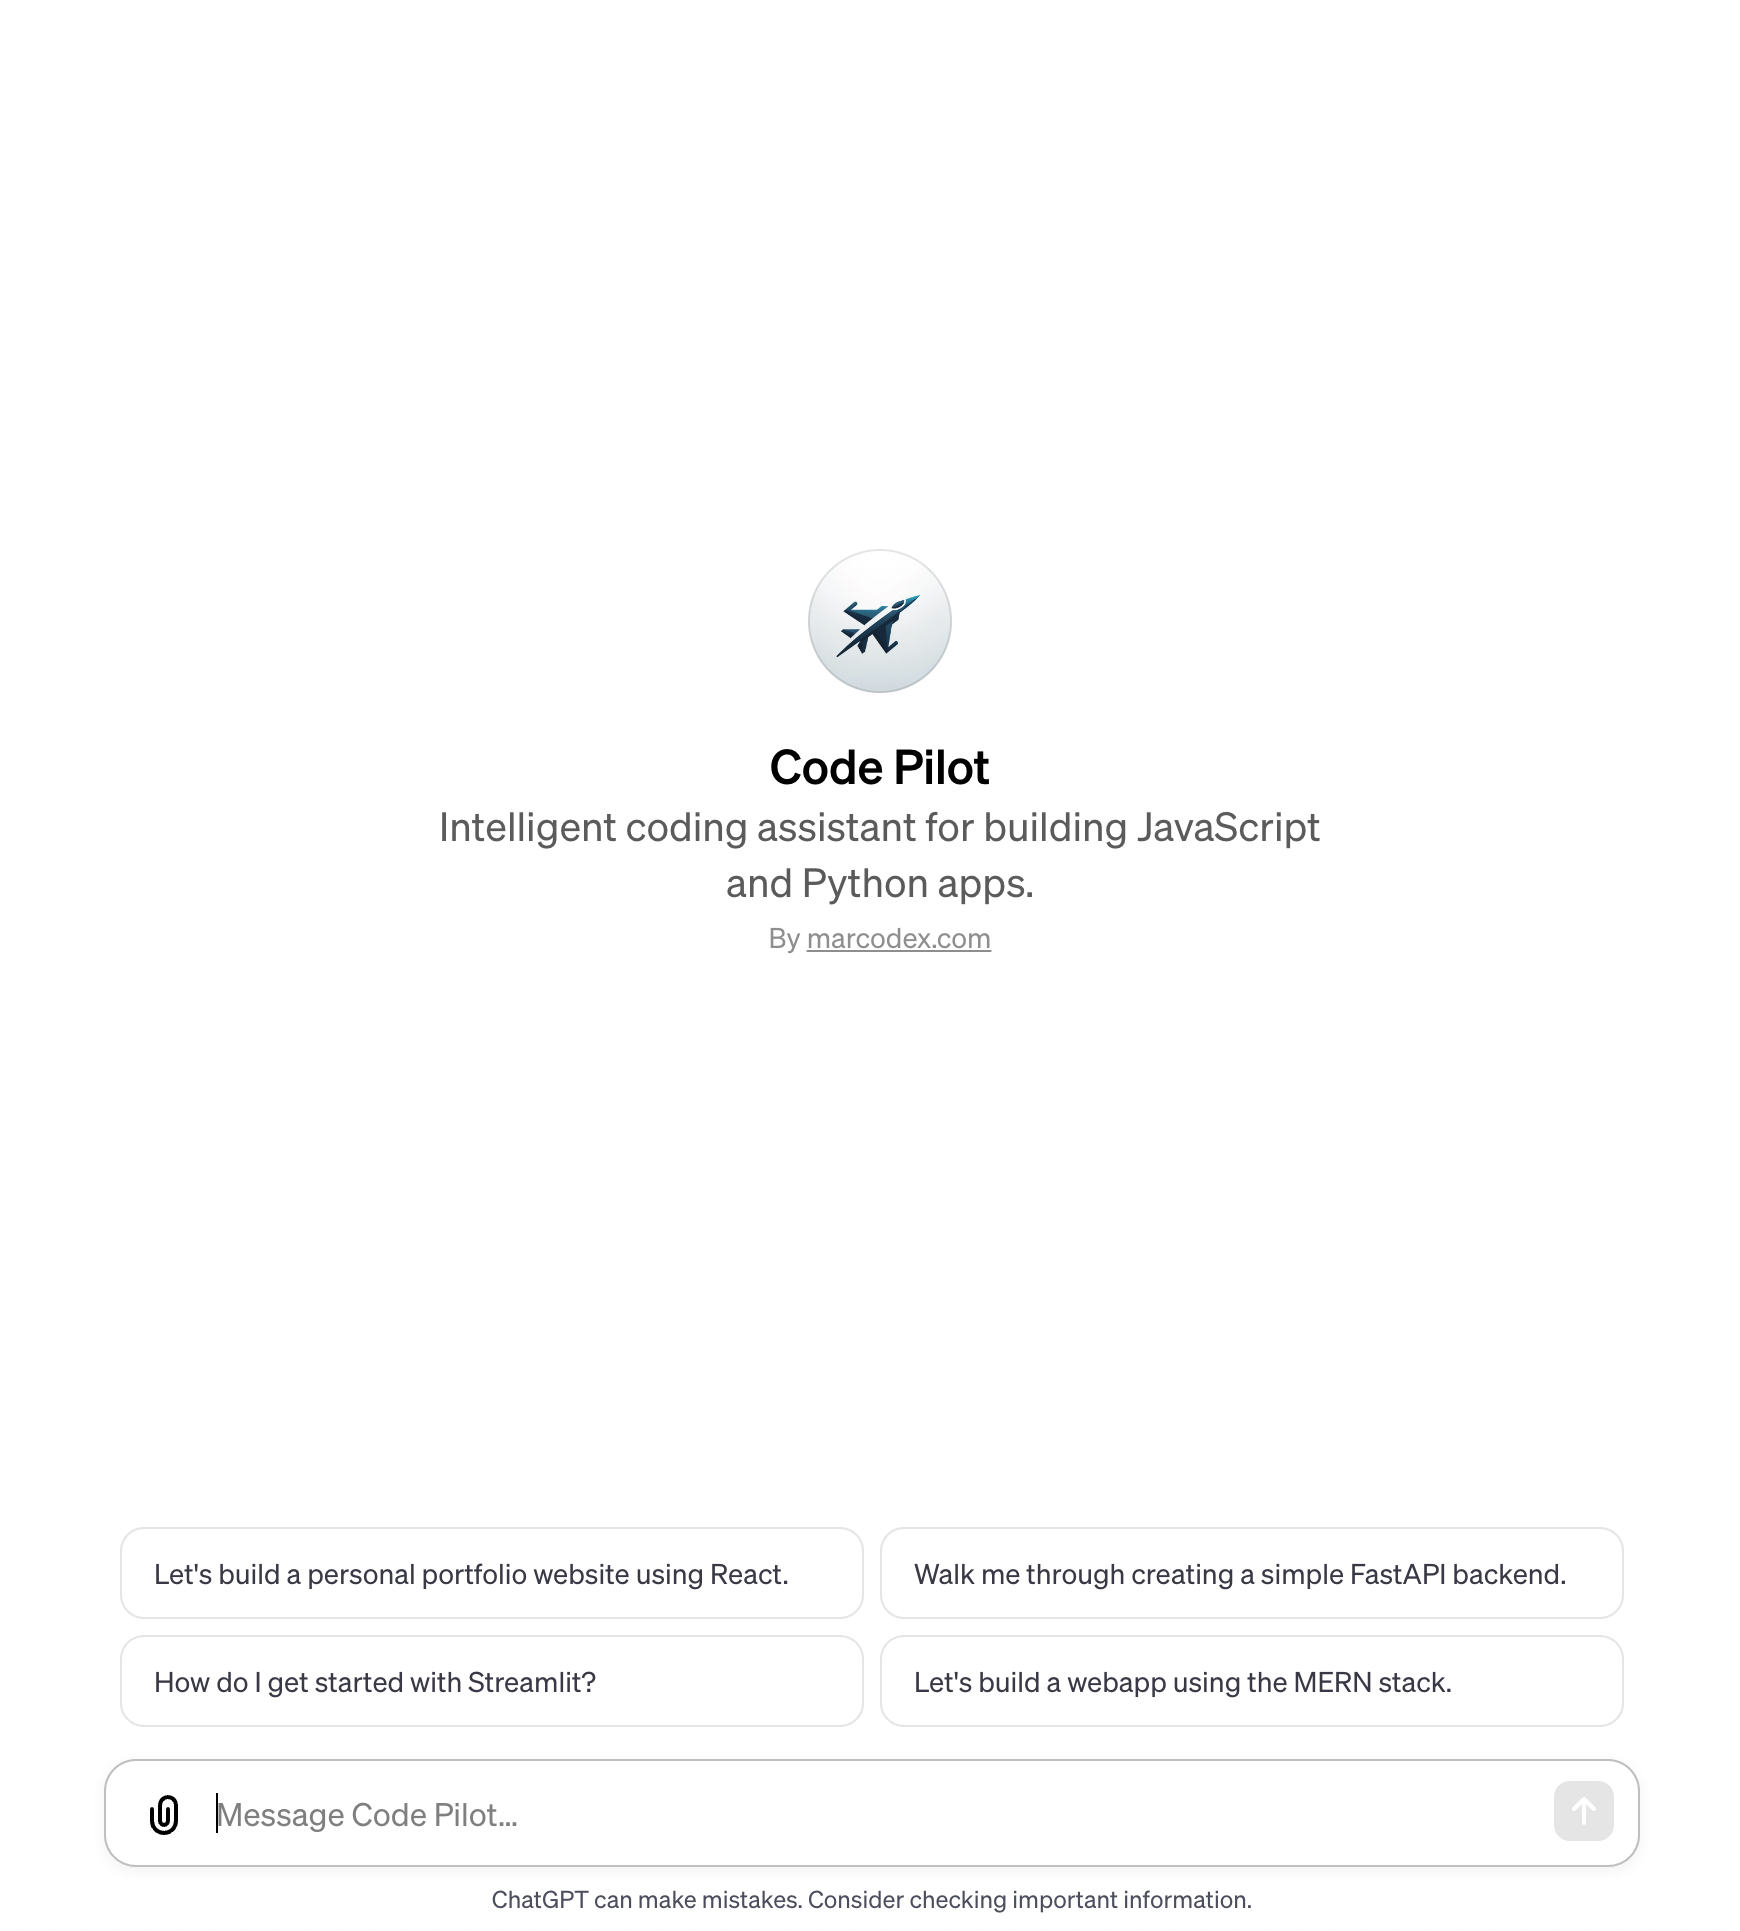 Code Pilot
Intelligent coding assistant for building JavaScript
and Python apps.
By marcodex.com
Let's build a personal portfolio website using React.
Walk me through creating a simple FastAPI backend.
How do I get started with Streamlit?
Let's build a webapp using the MERN stack.
Message Code Pilot...
ChatGPT can make mistakes. Consider checking important information.